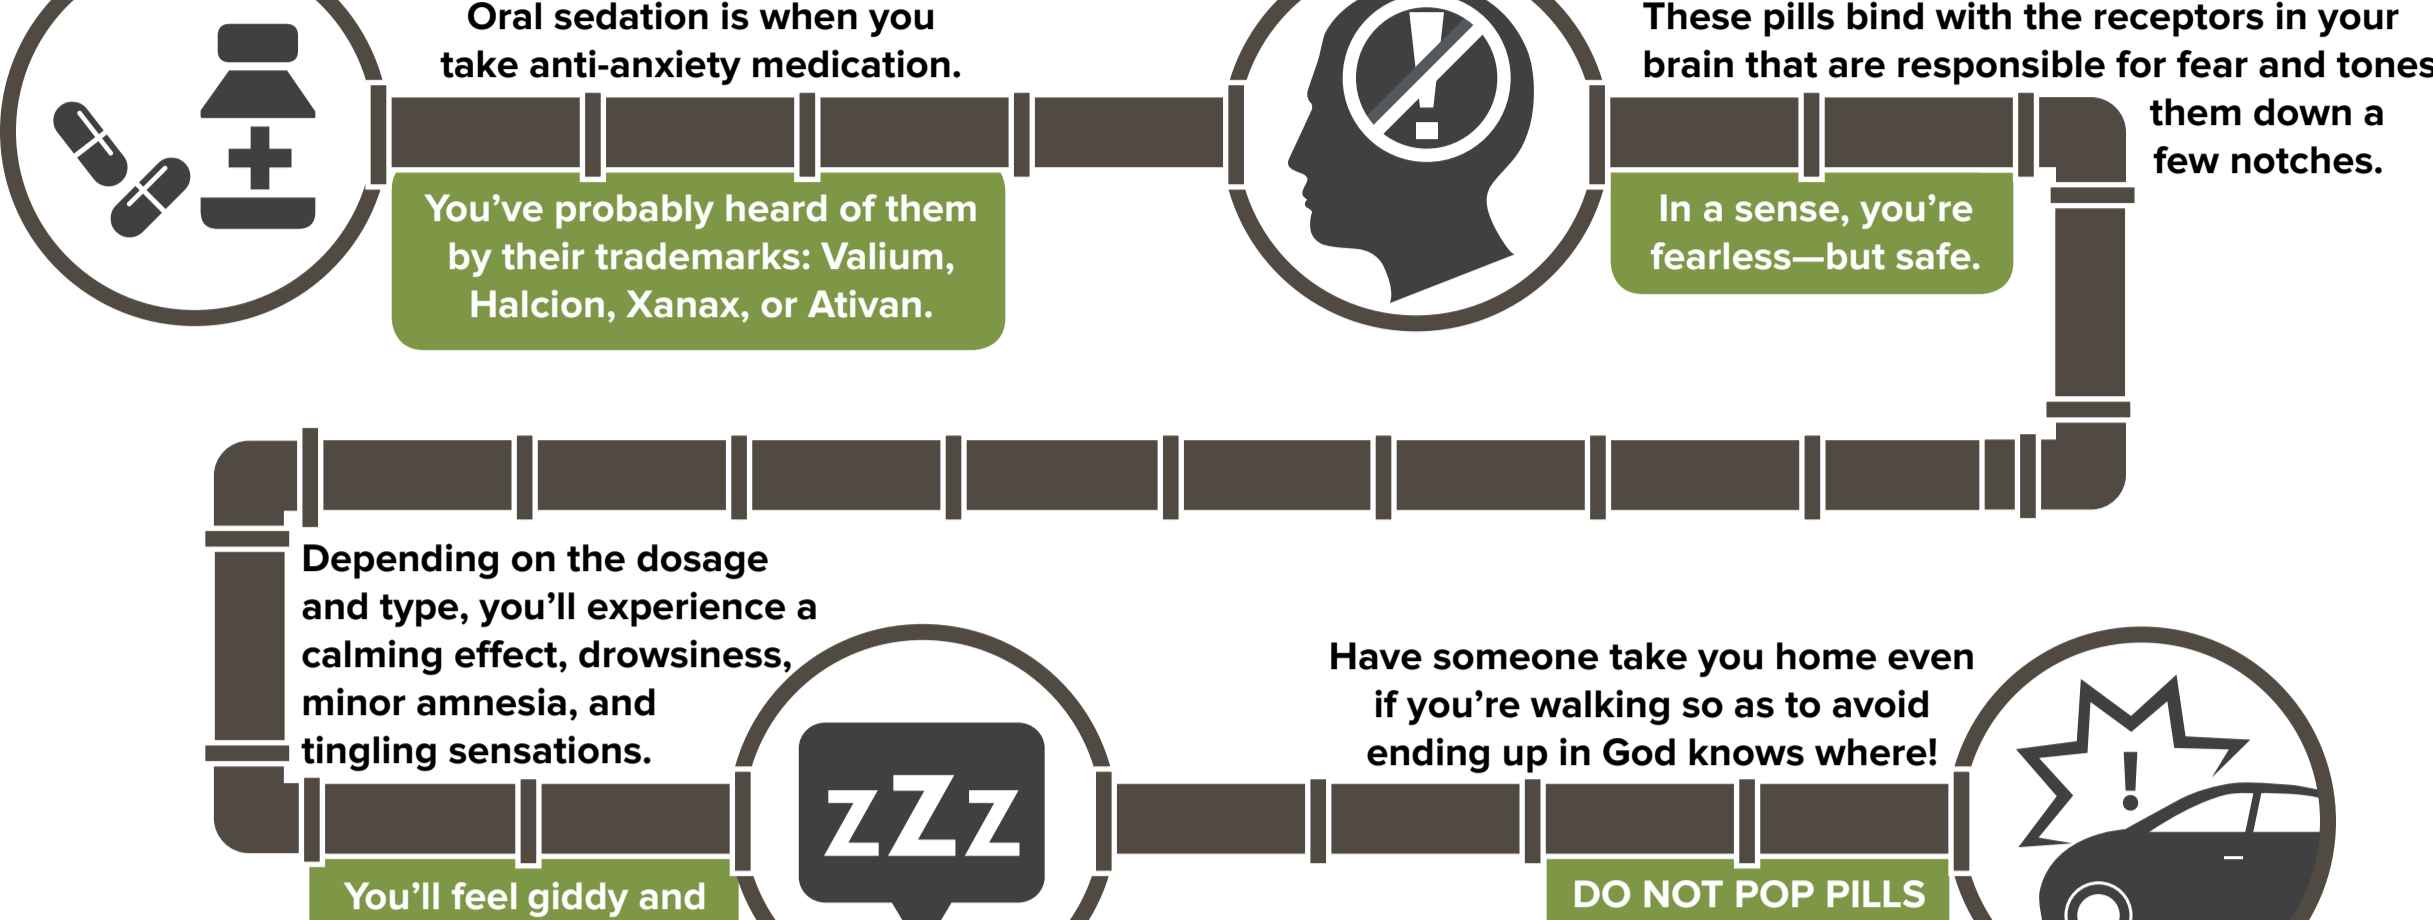 Oral sedation is when you
take anti-anxiety medication.
You've probably heard of them
by their trademarks: Valium,
Halcion, Xanax, or Ativan.
These pills bind with the receptors in your
brain that are responsible for fear and tones
them down a
few notches.
In a sense, you're
fearless—but safe.
Depending on the dosage
and type, you'll experience a
calming effect, drowsiness,
minor amnesia, and
tingling sensations.
You'll feel giddy and
zZz
Have someone take you home even
if you're walking so as to avoid
ending up in God knows where!
DO NOT POP PILLS
!